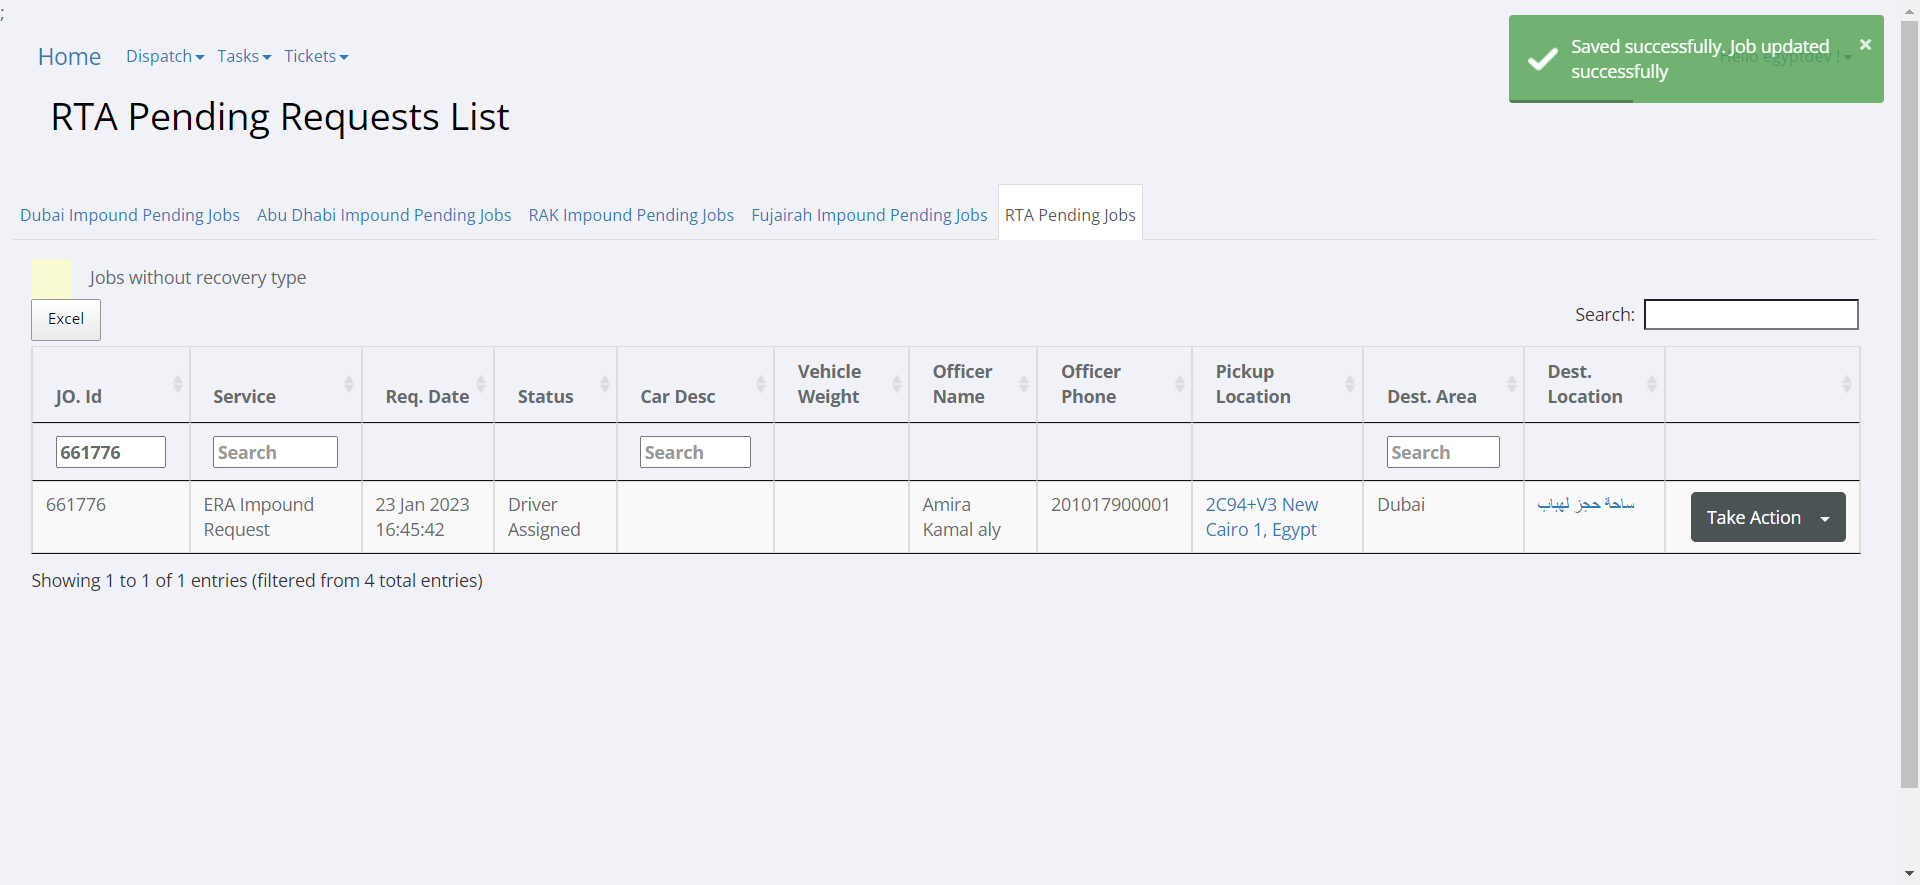 ;
Home Dispatch Tasks Tickets
Saved successfully. Job updated
successfully
Hello egyptdev !
RTA Pending Requests List
Dubai Impound Pending Jobs Abu Dhabi Impound Pending Jobs RAK Impound Pending Jobs Fujairah Impound Pending Jobs RTA Pending Jobs
Jobs without recovery type
Excel
Search:
JO. Id
Service
Req. Date
Status
Car Desc
Vehicle
Weight
Officer
Name
Officer
Phone
Pickup
Location
Dest. Area
Dest.
Location
661776 Search Search Search
661776
ERA Impound
Request
23 Jan 2023
16:45:42
Driver
Assigned
Amira
Kamal aly
201017900001
2C94+V3 New
Cairo 1, Egypt
Dubai
ساحة حجز لهباب
Take Action
Showing 1 to 1 of 1 entries (filtered from 4 total entries)